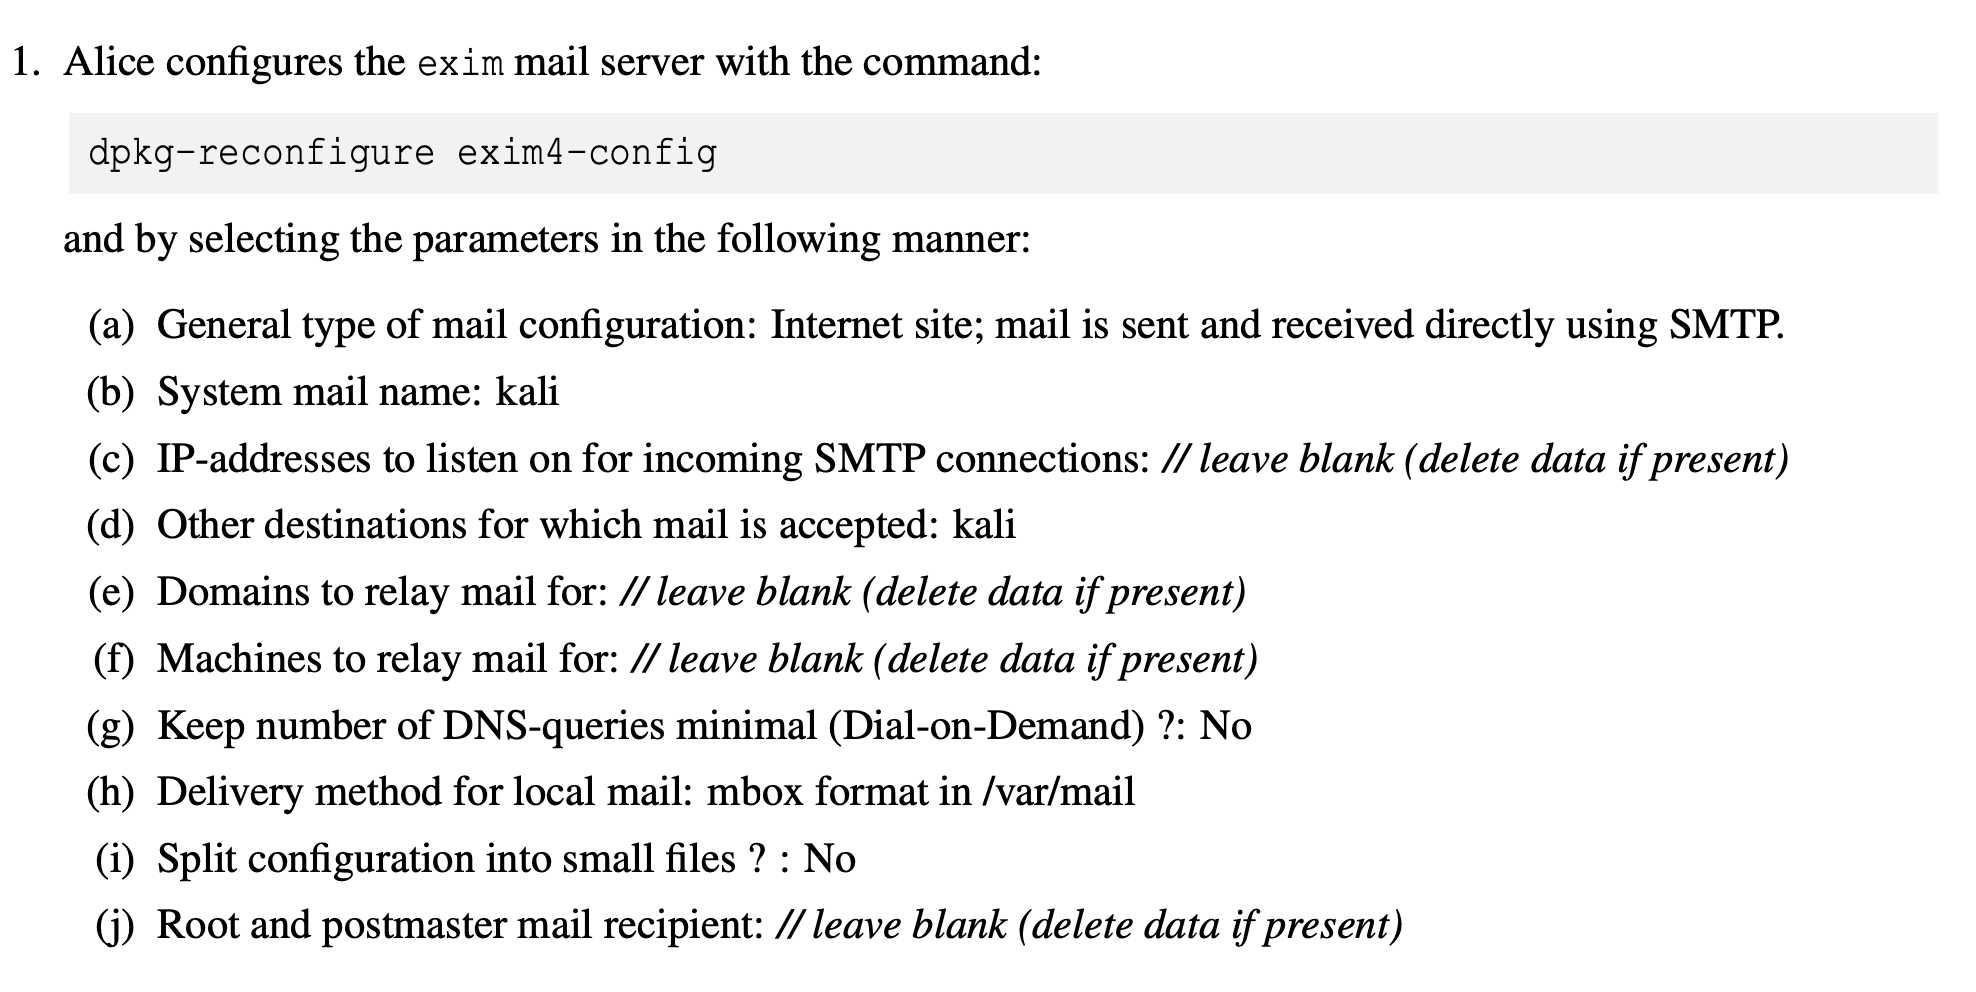 1. Alice configures the exim mail server with the command:
dpkg-reconfigure exim4-config
and by selecting the parameters in the following manner:
(a) General type of mail configuration: Internet site; mail is sent and received directly using SMTP.
(b) System mail name: kali
(c) IP-addresses to listen on for incoming SMTP connections: // leave blank (delete data if present)
(d) Other destinations for which mail is accepted: kali
(e) Domains to relay mail for: // leave blank (delete data if present)
(f) Machines to relay mail for: // leave blank (delete data if present)
(g) Keep number of DNS-queries minimal (Dial-on-Demand) ?: No
(h) Delivery method for local mail: mbox format in /var/mail
(i) Split configuration into small files ? : No
(j) Root and postmaster mail recipient: // leave blank (delete data if present)